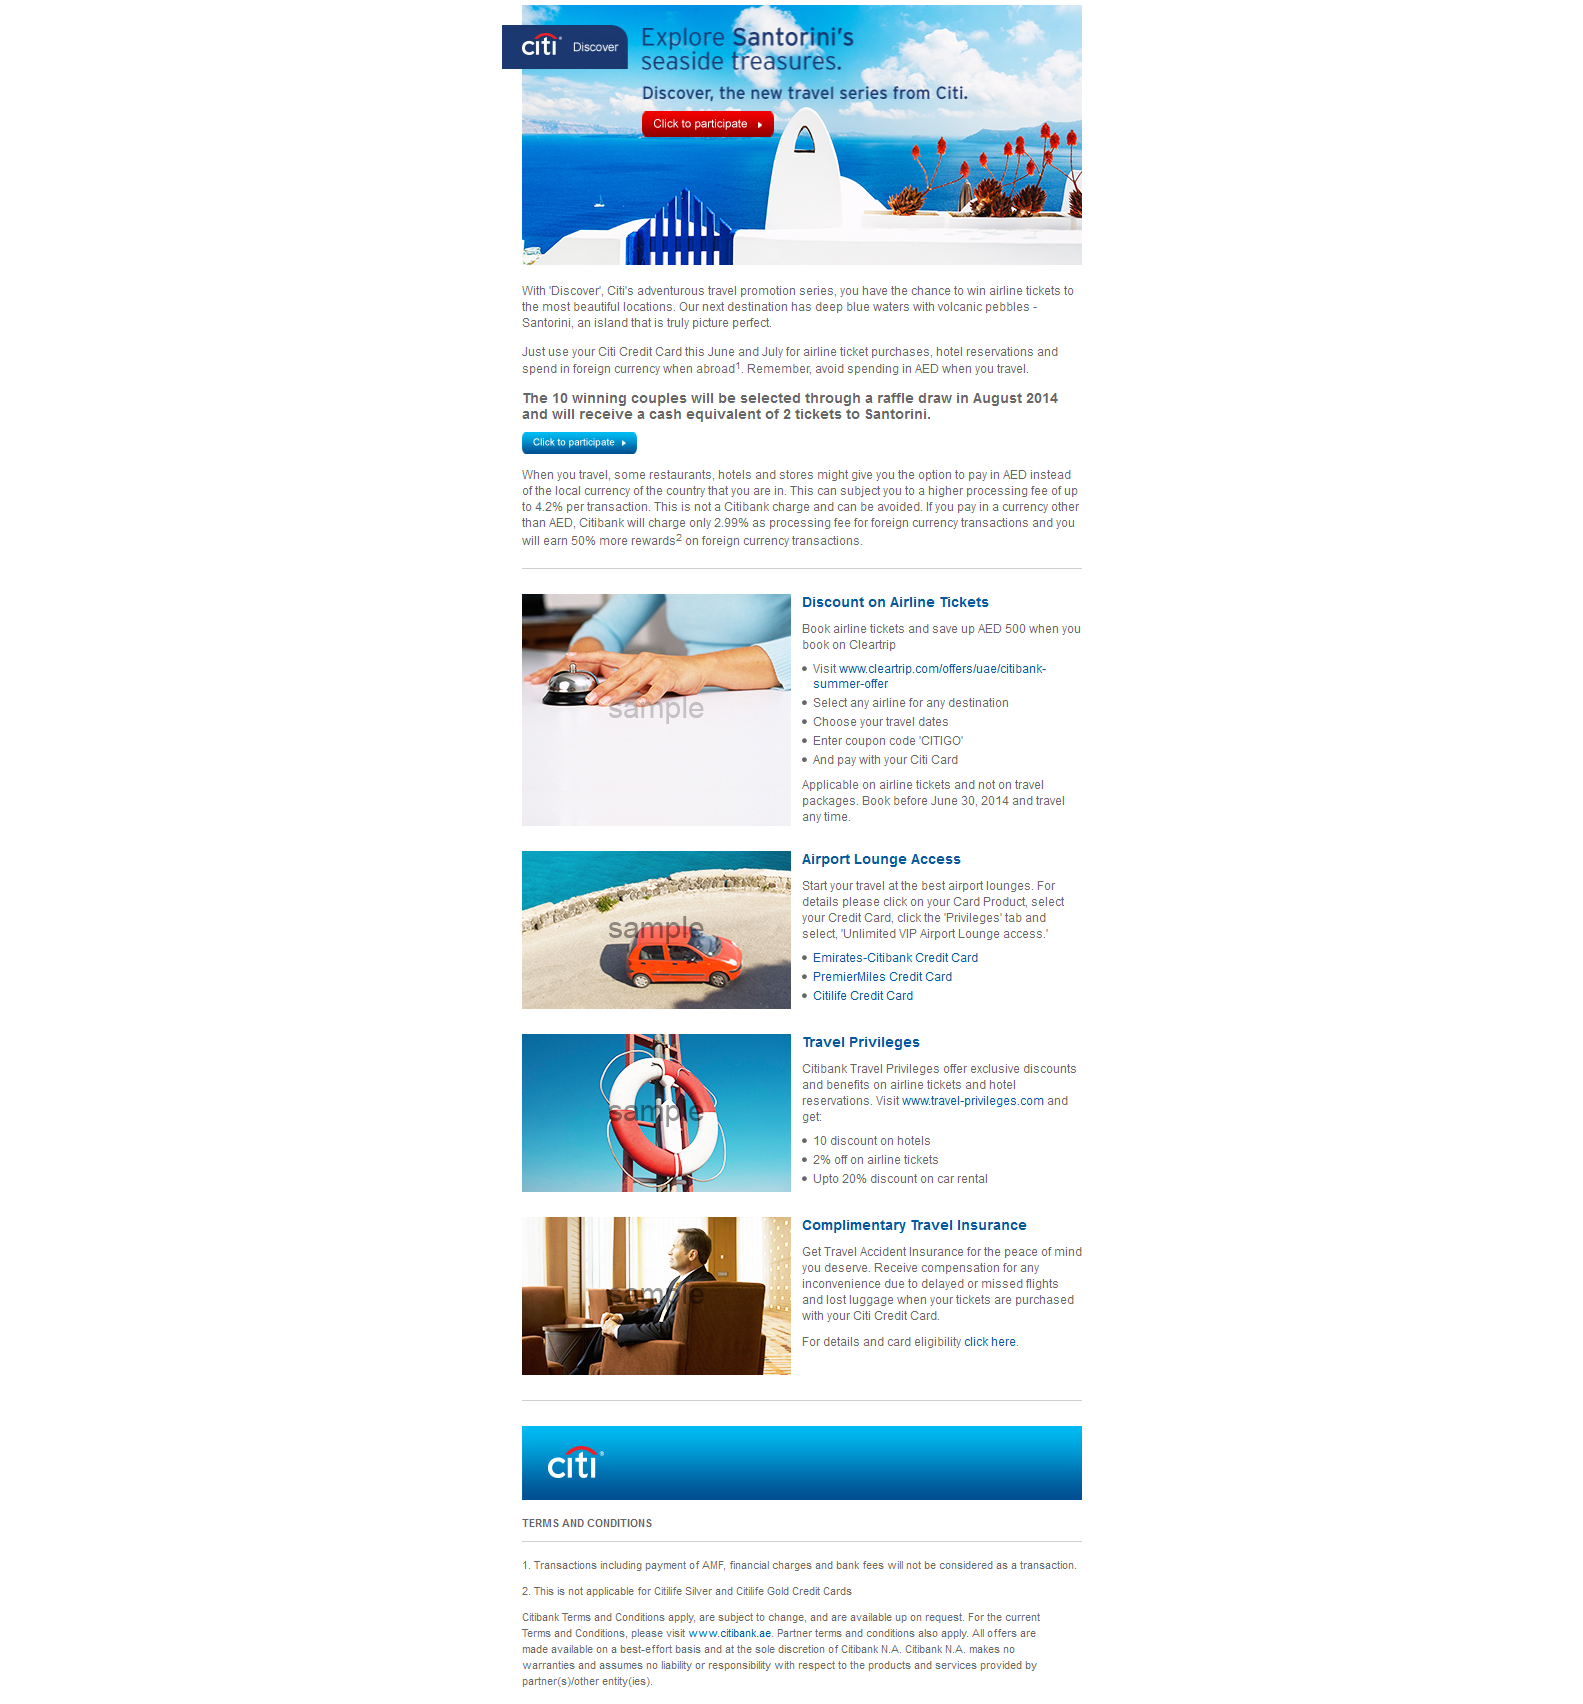 citi Discover
Explore Santorini's
seaside treasures.
Discover, the new travel series from Citi.
Click to participate
With 'Discover', Citi's adventurous travel promotion series, you have the chance to win airline tickets to
the most beautiful locations. Our next destination has deep blue waters with volcanic pebbles -
Santorini, an island that is truly picture perfect.
Just use your Citi Credit Card this June and July for airline ticket purchases, hotel reservations and
spend in foreign currency when abroad1. Remember, avoid spending in AED when you travel.
The 10 winning couples will be selected through a raffle draw in August 2014
and will receive a cash equivalent of 2 tickets to Santorini.
Click to participate
When you travel, some restaurants, hotels and stores might give you the option to pay in AED instead
of the local currency of the country that you are in. This can subject you to a higher processing fee of up
to 4.2% per transaction. This is not a Citibank charge and can be avoided. If you pay in a currency other
than AED, Citibank will charge only 2.99% as processing fee for foreign currency transactions and you
will earn 50% more rewards2 on foreign currency transactions.
sample
Discount on Airline Tickets
Book airline tickets and save up AED 500 when you
book on Cleartrip
• Visit www.cleartrip.com/offers/uae/citibank-
summer-offer
• Select any airline for any destination
• Choose your travel dates
• Enter coupon code 'CITIGO'
• And pay with your Citi Card
Applicable on airline tickets and not on travel
packages. Book before June 30, 2014 and travel
any time.
sample
Airport Lounge Access
Start your travel at the best airport lounges. For
details please click on your Card Product, select
your Credit Card, click the 'Privileges' tab and
select, 'Unlimited VIP Airport Lounge access.'
• Emirates-Citibank Credit Card
• PremierMiles Credit Card
• Citilife Credit Card
sample
Travel Privileges
Citibank Travel Privileges offer exclusive discounts
and benefits on airline tickets and hotel
reservations. Visit www.travel-privileges.com and
get:
• 10 discount on hotels
• 2% off on airline tickets
• Upto 20% discount on car rental
sample
Complimentary Travel Insurance
Get Travel Accident Insurance for the peace of mind
you deserve. Receive compensation for any
inconvenience due to delayed or missed flights
and lost luggage when your tickets are purchased
with your Citi Credit Card.
For details and card eligibility click here.
citi
TERMS AND CONDITIONS
1. Transactions including payment of AMF, financial charges and bank fees will not be considered as a transaction.
2. This is not applicable for Citilife Silver and Citilife Gold Credit Cards
Citibank Terms and Conditions apply, are subject to change, and are available up on request. For the current
Terms and Conditions, please visit www.citibank.ae. Partner terms and conditions also apply. All offers are
made available on a best-effort basis and at the sole discretion of Citibank N.A. Citibank N.A. makes no
warranties and assumes no liability or responsibility with respect to the products and services provided by
partner(s)/other entity(ies).